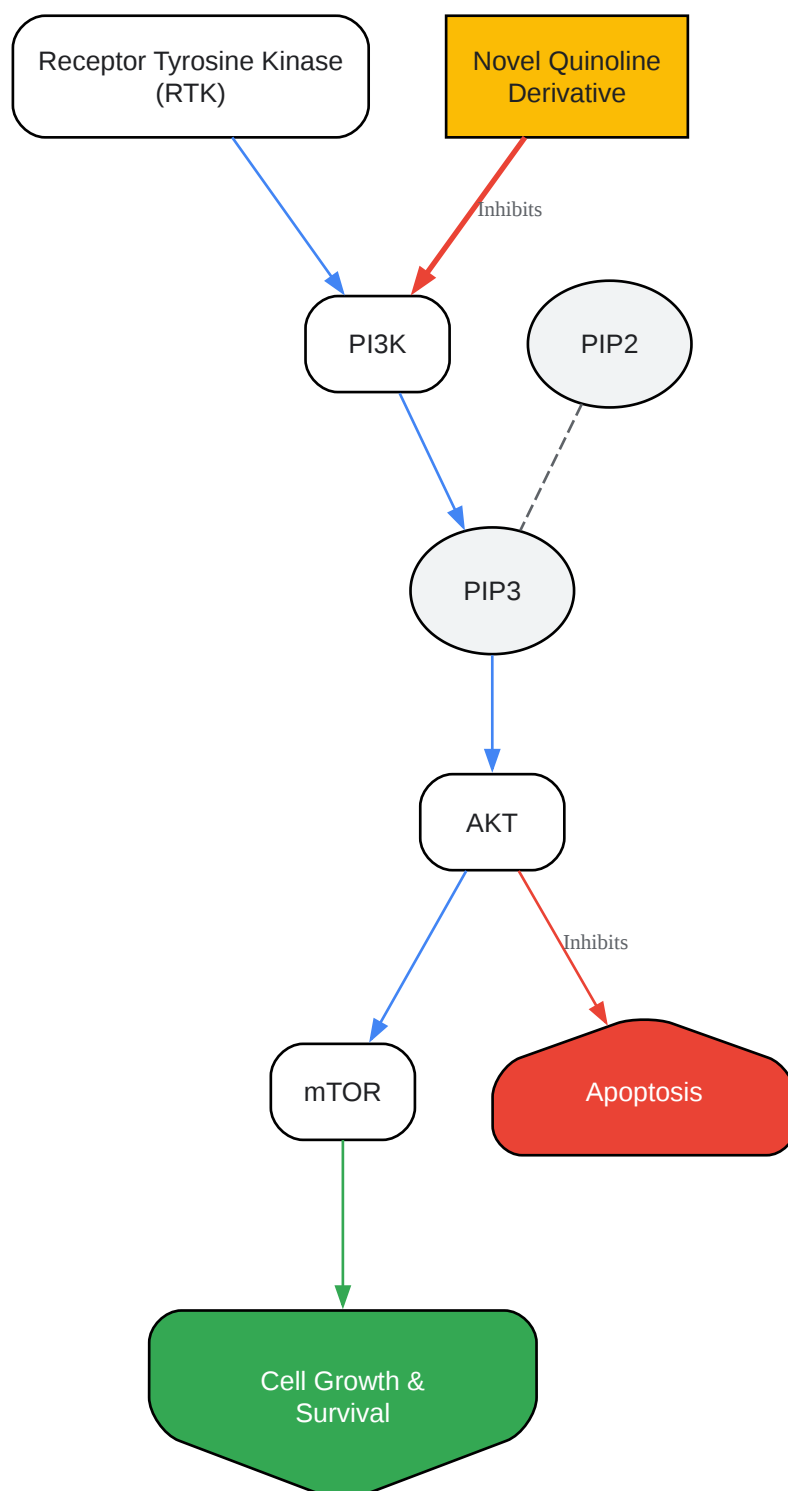 Receptor Tyrosine Kinase
(RTK)
Novel Quinoline
Derivative
Inhibits
PI3K
PIP2
PIP3
AKT
Inhibits
mTOR
Apoptosis
Cell Growth &
Survival